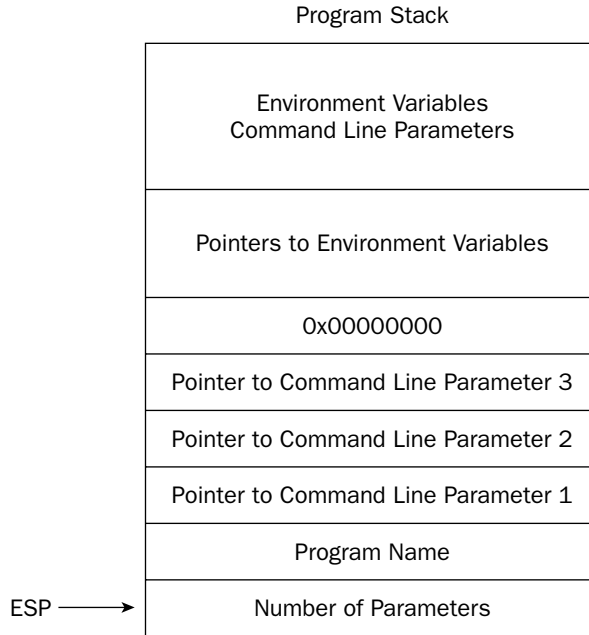 Program Stack
Environment Variables
Command Line Parameters
Pointers to Environment Variables
0x00000000
Pointer to Command Line Parameter 3
Pointer to Command Line Parameter 2
Pointer to Command Line Parameter 1
Program Name
ESP
Number of Parameters